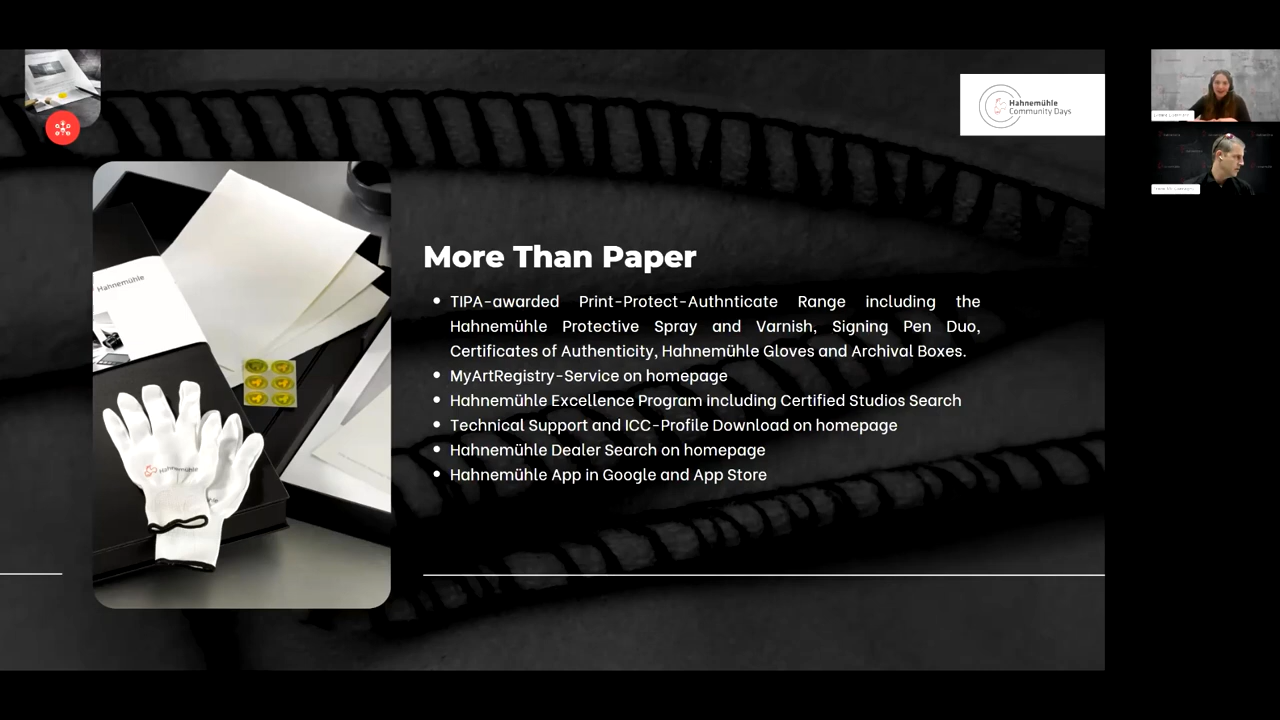 Hahnemühle
Community Days
Hahnemühle
Hahnemühle
More Than Paper
• TIPA-awarded Print-Protect-Authnticate Range including the
Hahnemühle Protective Spray and Varnish, Signing Pen Duo,
Certificates of Authenticity, Hahnemühle Gloves and Archival Boxes.
• MyArtRegistry-Service on homepage
• Hahnemühle Excellence Program including Certified Studios Search
• Technical Support and ICC-Profile Download on homepage
• Hahnemühle Dealer Search on homepage
• Hahnemühle App in Google and App Store